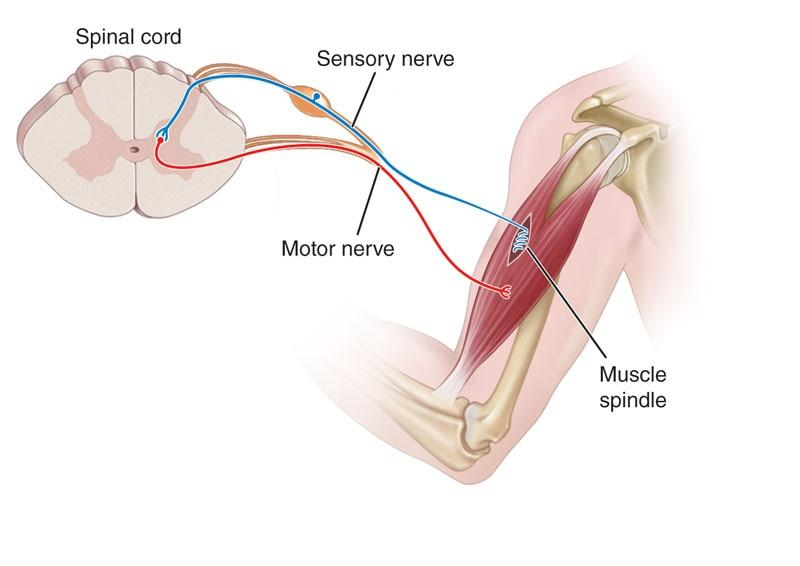 Spinal cord
Sensory nerve
Motor nerve
Muscle
spindle